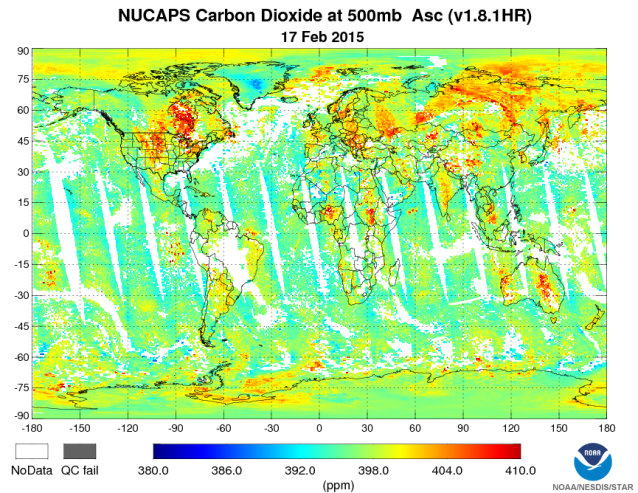 NUCAPS Carbon Dioxide at 500mb Asc (v1.8.1HR)
17 Feb 2015
90
75
60
45
30
15
0
-15
-30
-45
-60
-75
-90
-180 -150 -120 -90 -60 -30 0 30 60 90 120 150 180
NoData QC fail
380.0 386.0 392.0 398.0 404.0 410.0
(ppm)
NOAA
NOAA/NESDIS/STAR